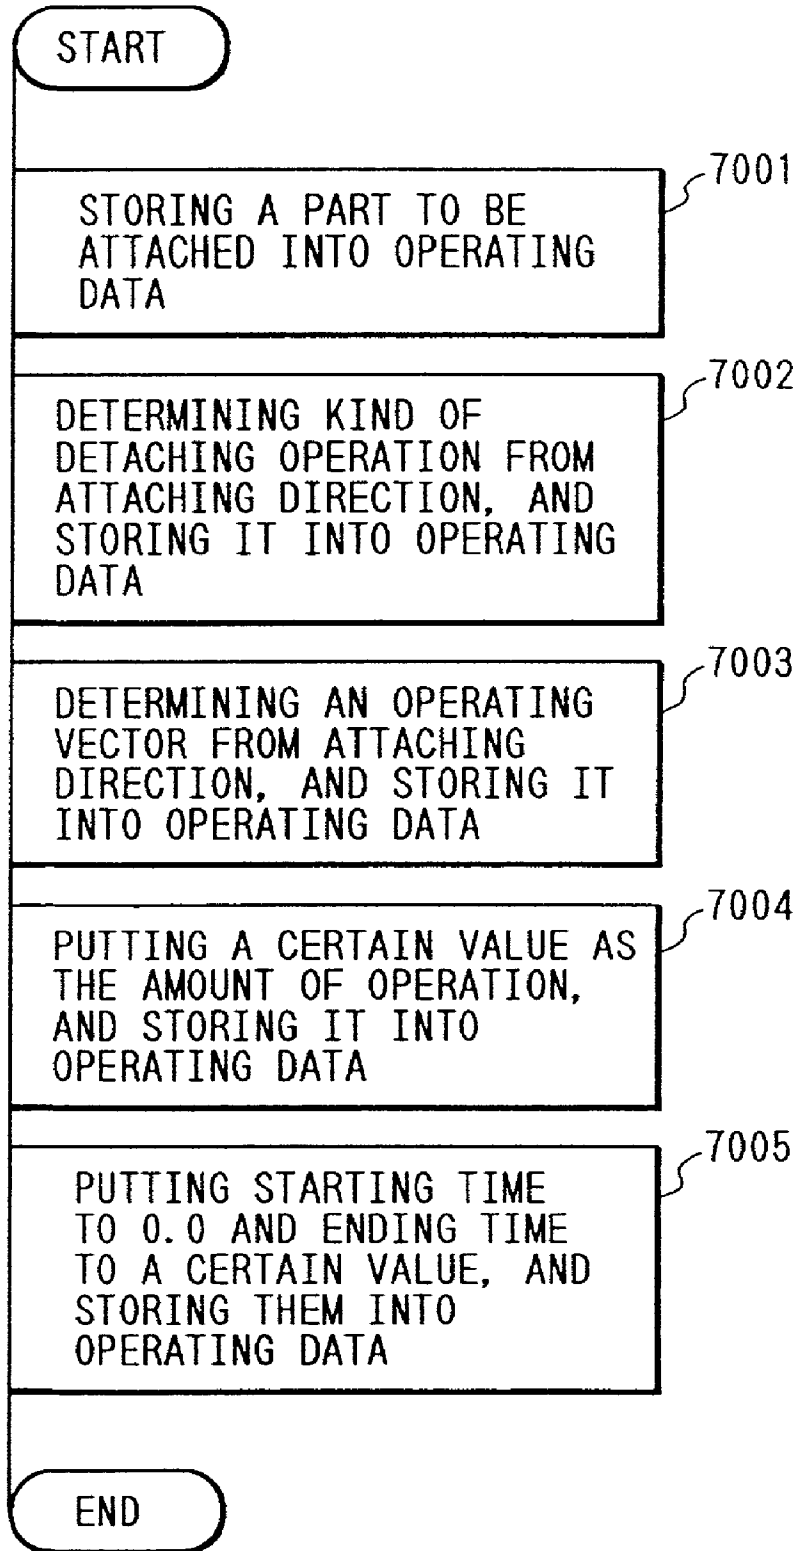 START
7001
STORING A PART TO BE
ATTACHED INTO OPERATING
DATA
7002
DETERMINING KIND OF
DETACHING OPERATION FROM
ATTACHING DIRECTION, AND
STORING IT INTO OPERATING
DATA
7003
DETERMINING AN OPERATING
VECTOR FROM ATTACHING
DIRECTION, AND STORING IT
INTO OPERATING DATA
7004
PUTTING A CERTAIN VALUE AS
THE AMOUNT OF OPERATION,
AND STORING IT INTO
OPERATING DATA
7005
PUTTING STARTING TIME
TO 0.0 AND ENDING TIME
TO A CERTAIN VALUE, AND
STORING THEM INTO
OPERATING DATA
END